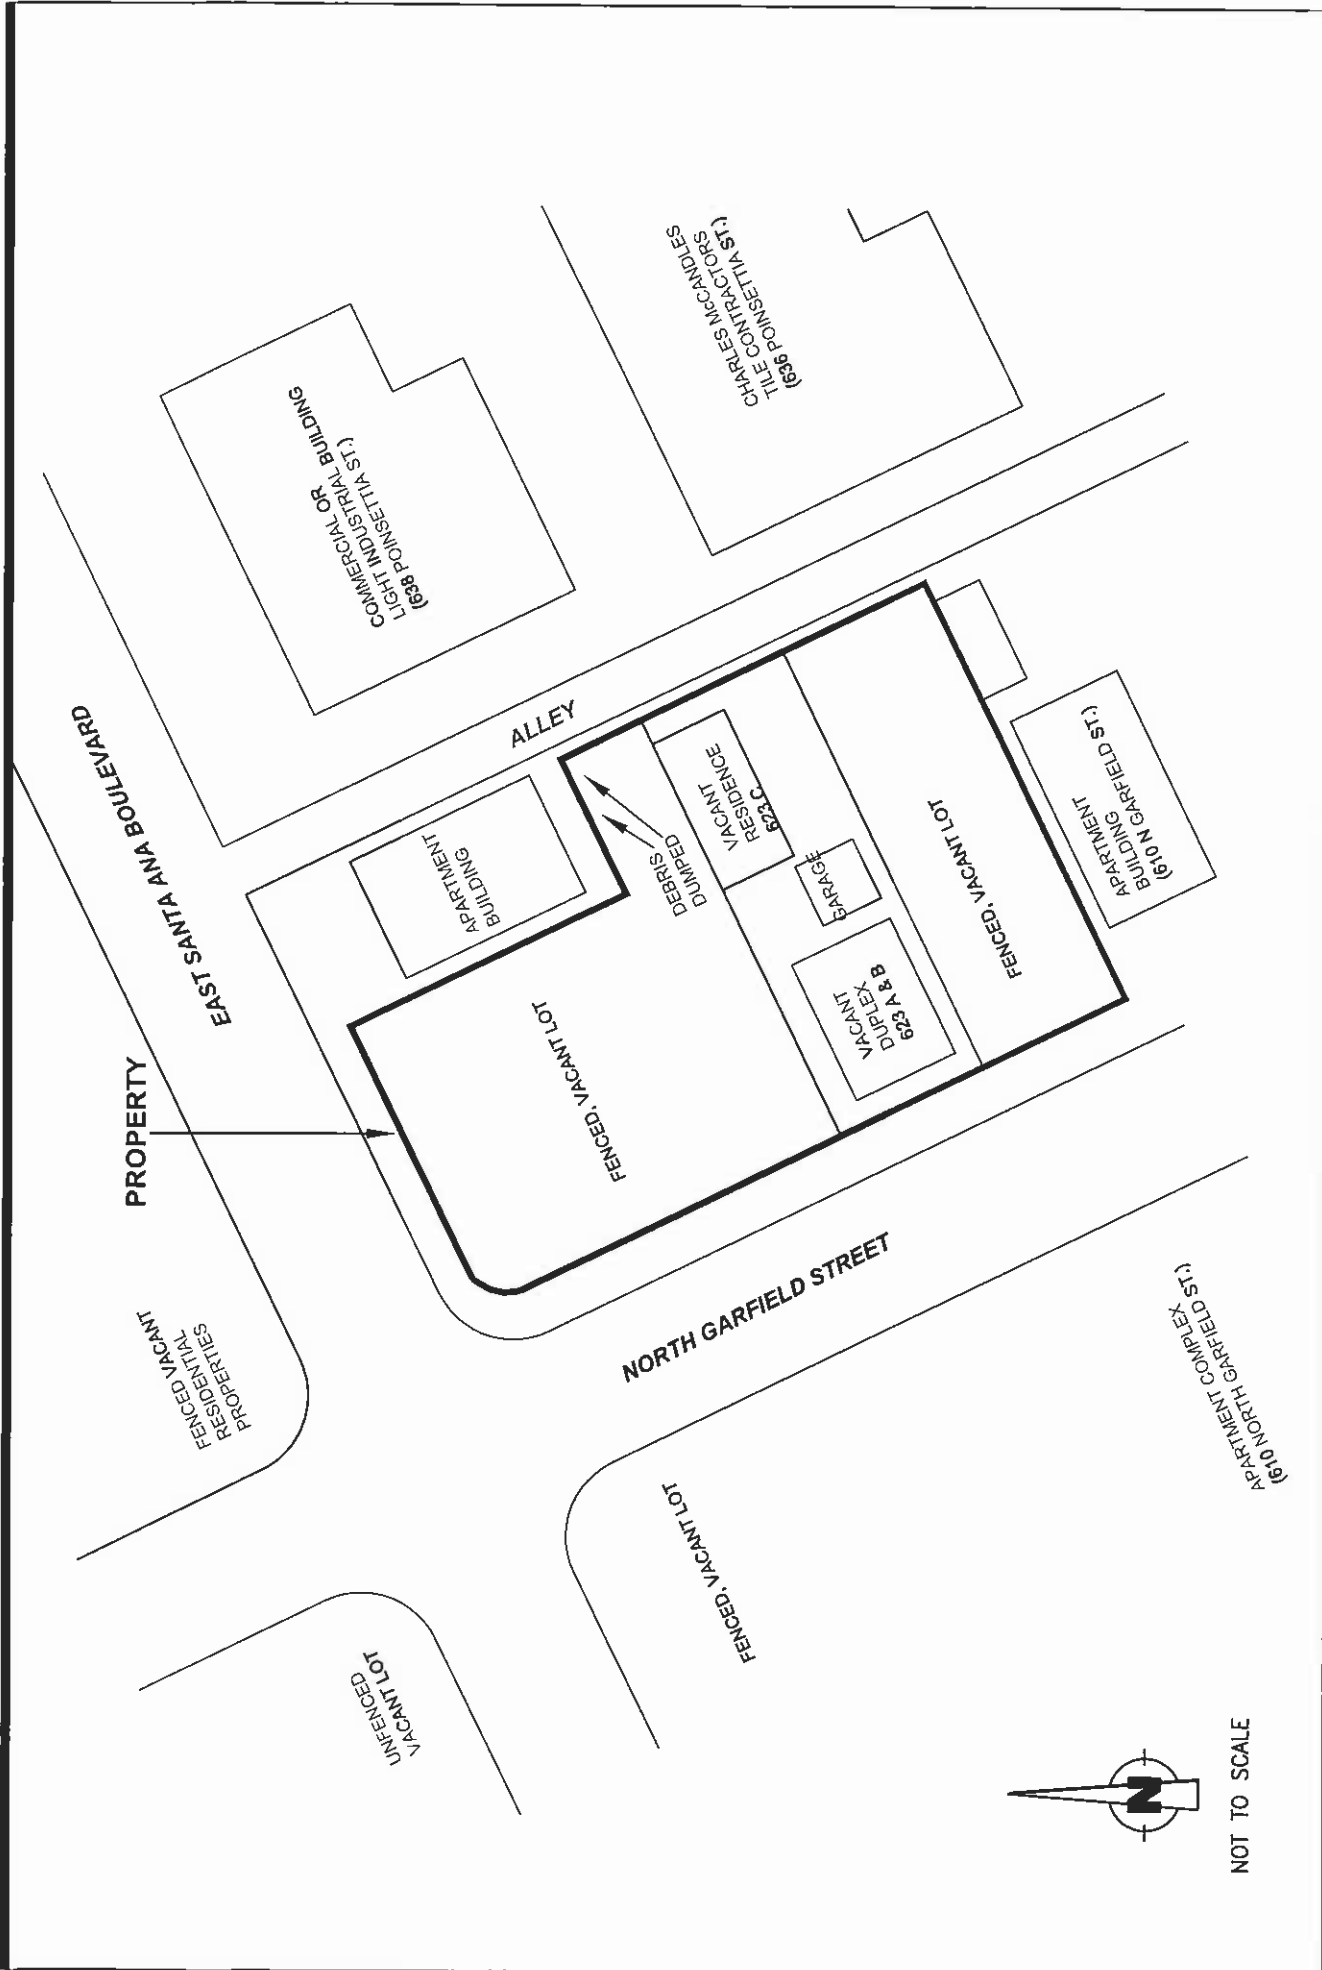 PROPERTY
EAST SANTA ANA BOULEVARD
COMMERCIAL OR
LIGHT INDUSTRIAL BUILDING
(638 POINSETTIA ST.)
CHARLES McCANDLES
TILE CONTRACTORS
(636 POINSETTIA ST.)
ALLEY
APARTMENT
BUILDING
DEBRIS
DUMPED
VACANT
RESIDENCE
623 C
GARAGE
VACANT
DUPLEX
623 A & B
FENCED, VACANT LOT
FENCED, VACANT LOT
APARTMENT
BUILDING
(610 N GARFIELD ST.)
FENCED VACANT
RESIDENTIAL
PROPERTIES
NORTH GARFIELD STREET
UNFENCED
VACANT LOT
FENCED, VACANT LOT
APARTMENT COMPLEX
(610 NORTH GARFIELD ST.)
N
NOT TO SCALE